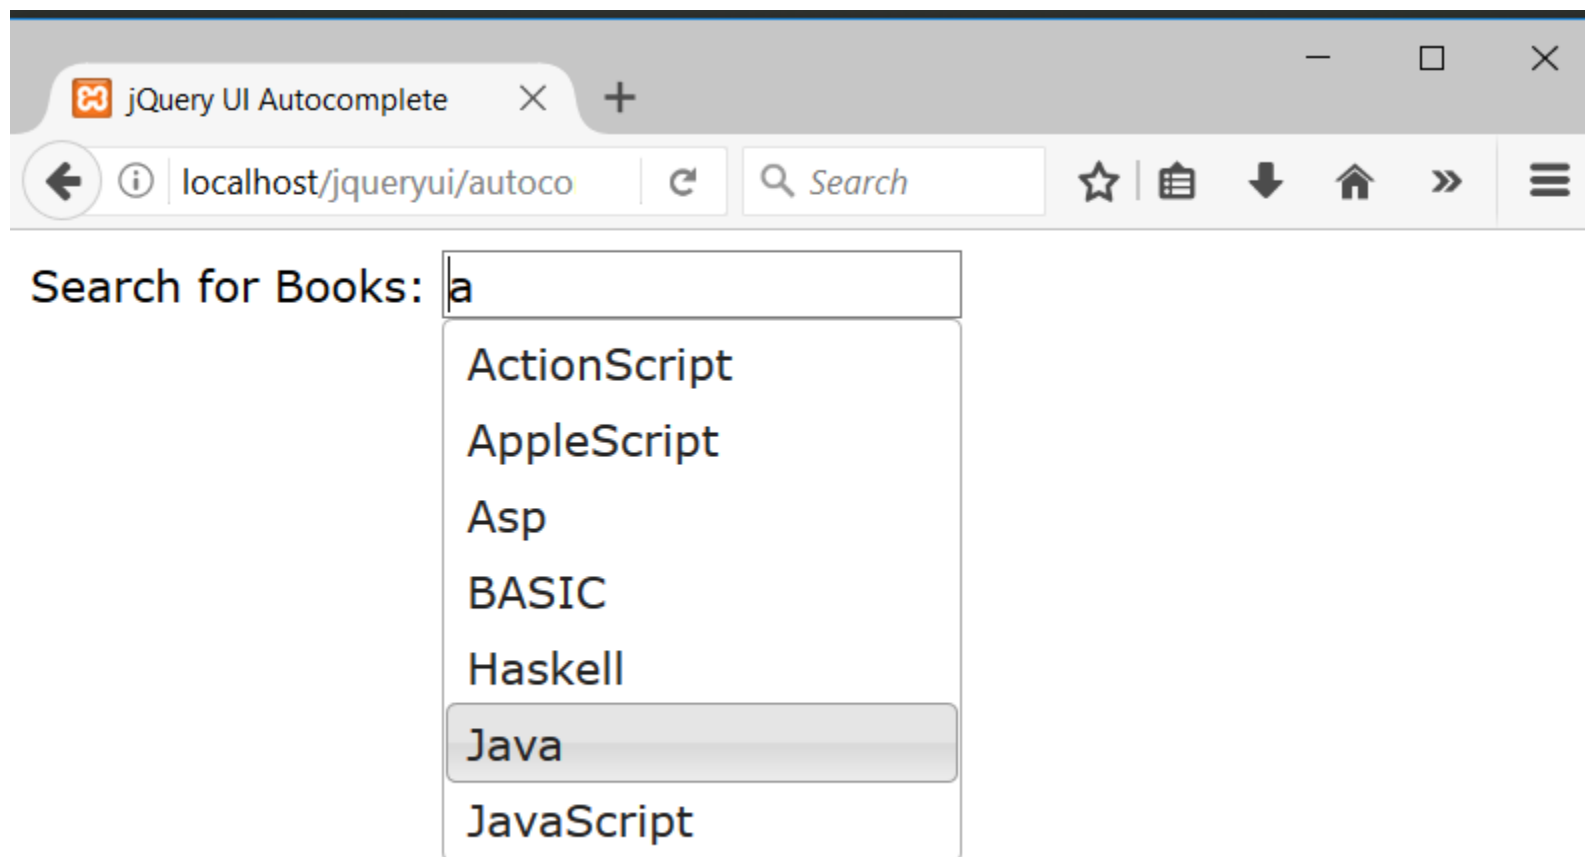 jQuery UI Autocomplete
localhost/jqueryui/autoco
Search
Search for Books: a
ActionScript
AppleScript
Asp
BASIC
Haskell
Java
JavaScript